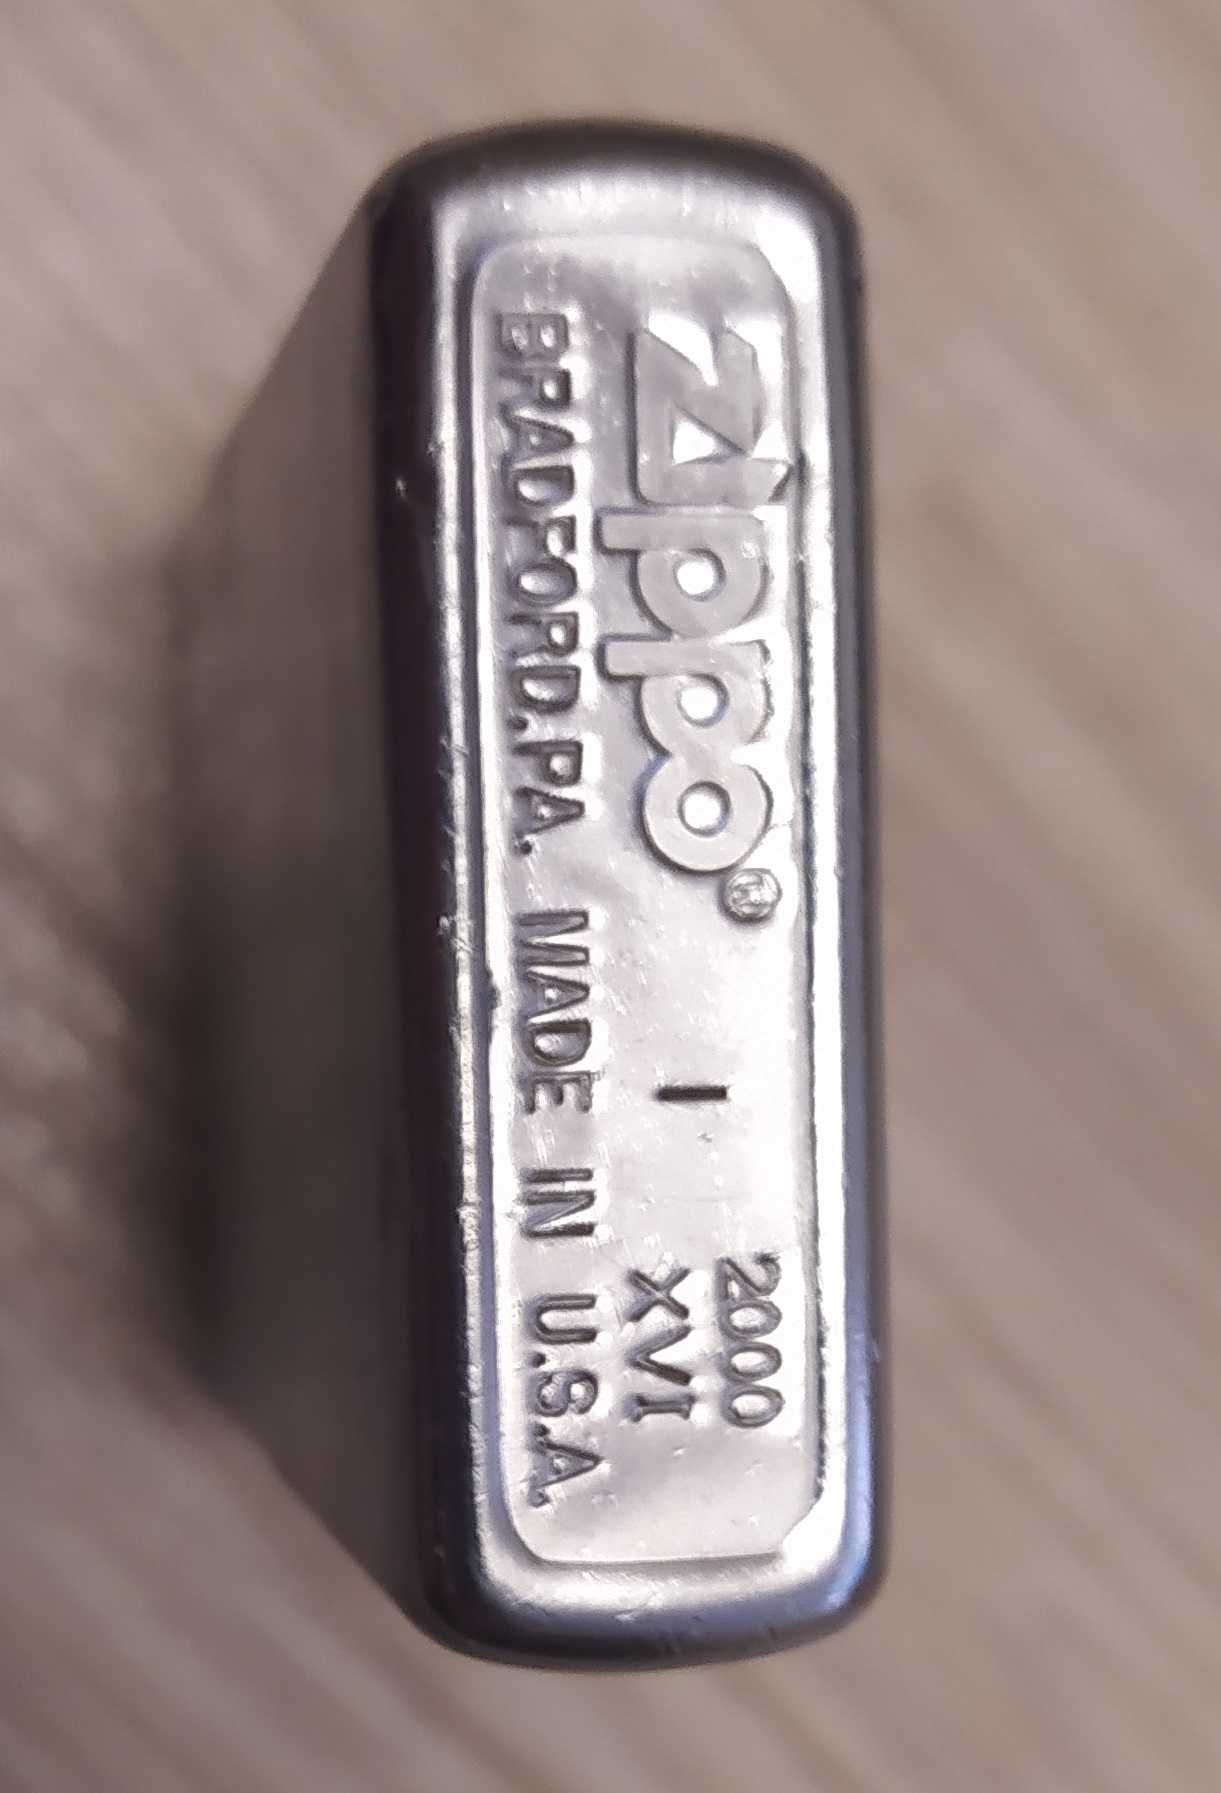 Zippo®
2000
I XVI
BRADFORD.PA. MADE IN U.S.A.